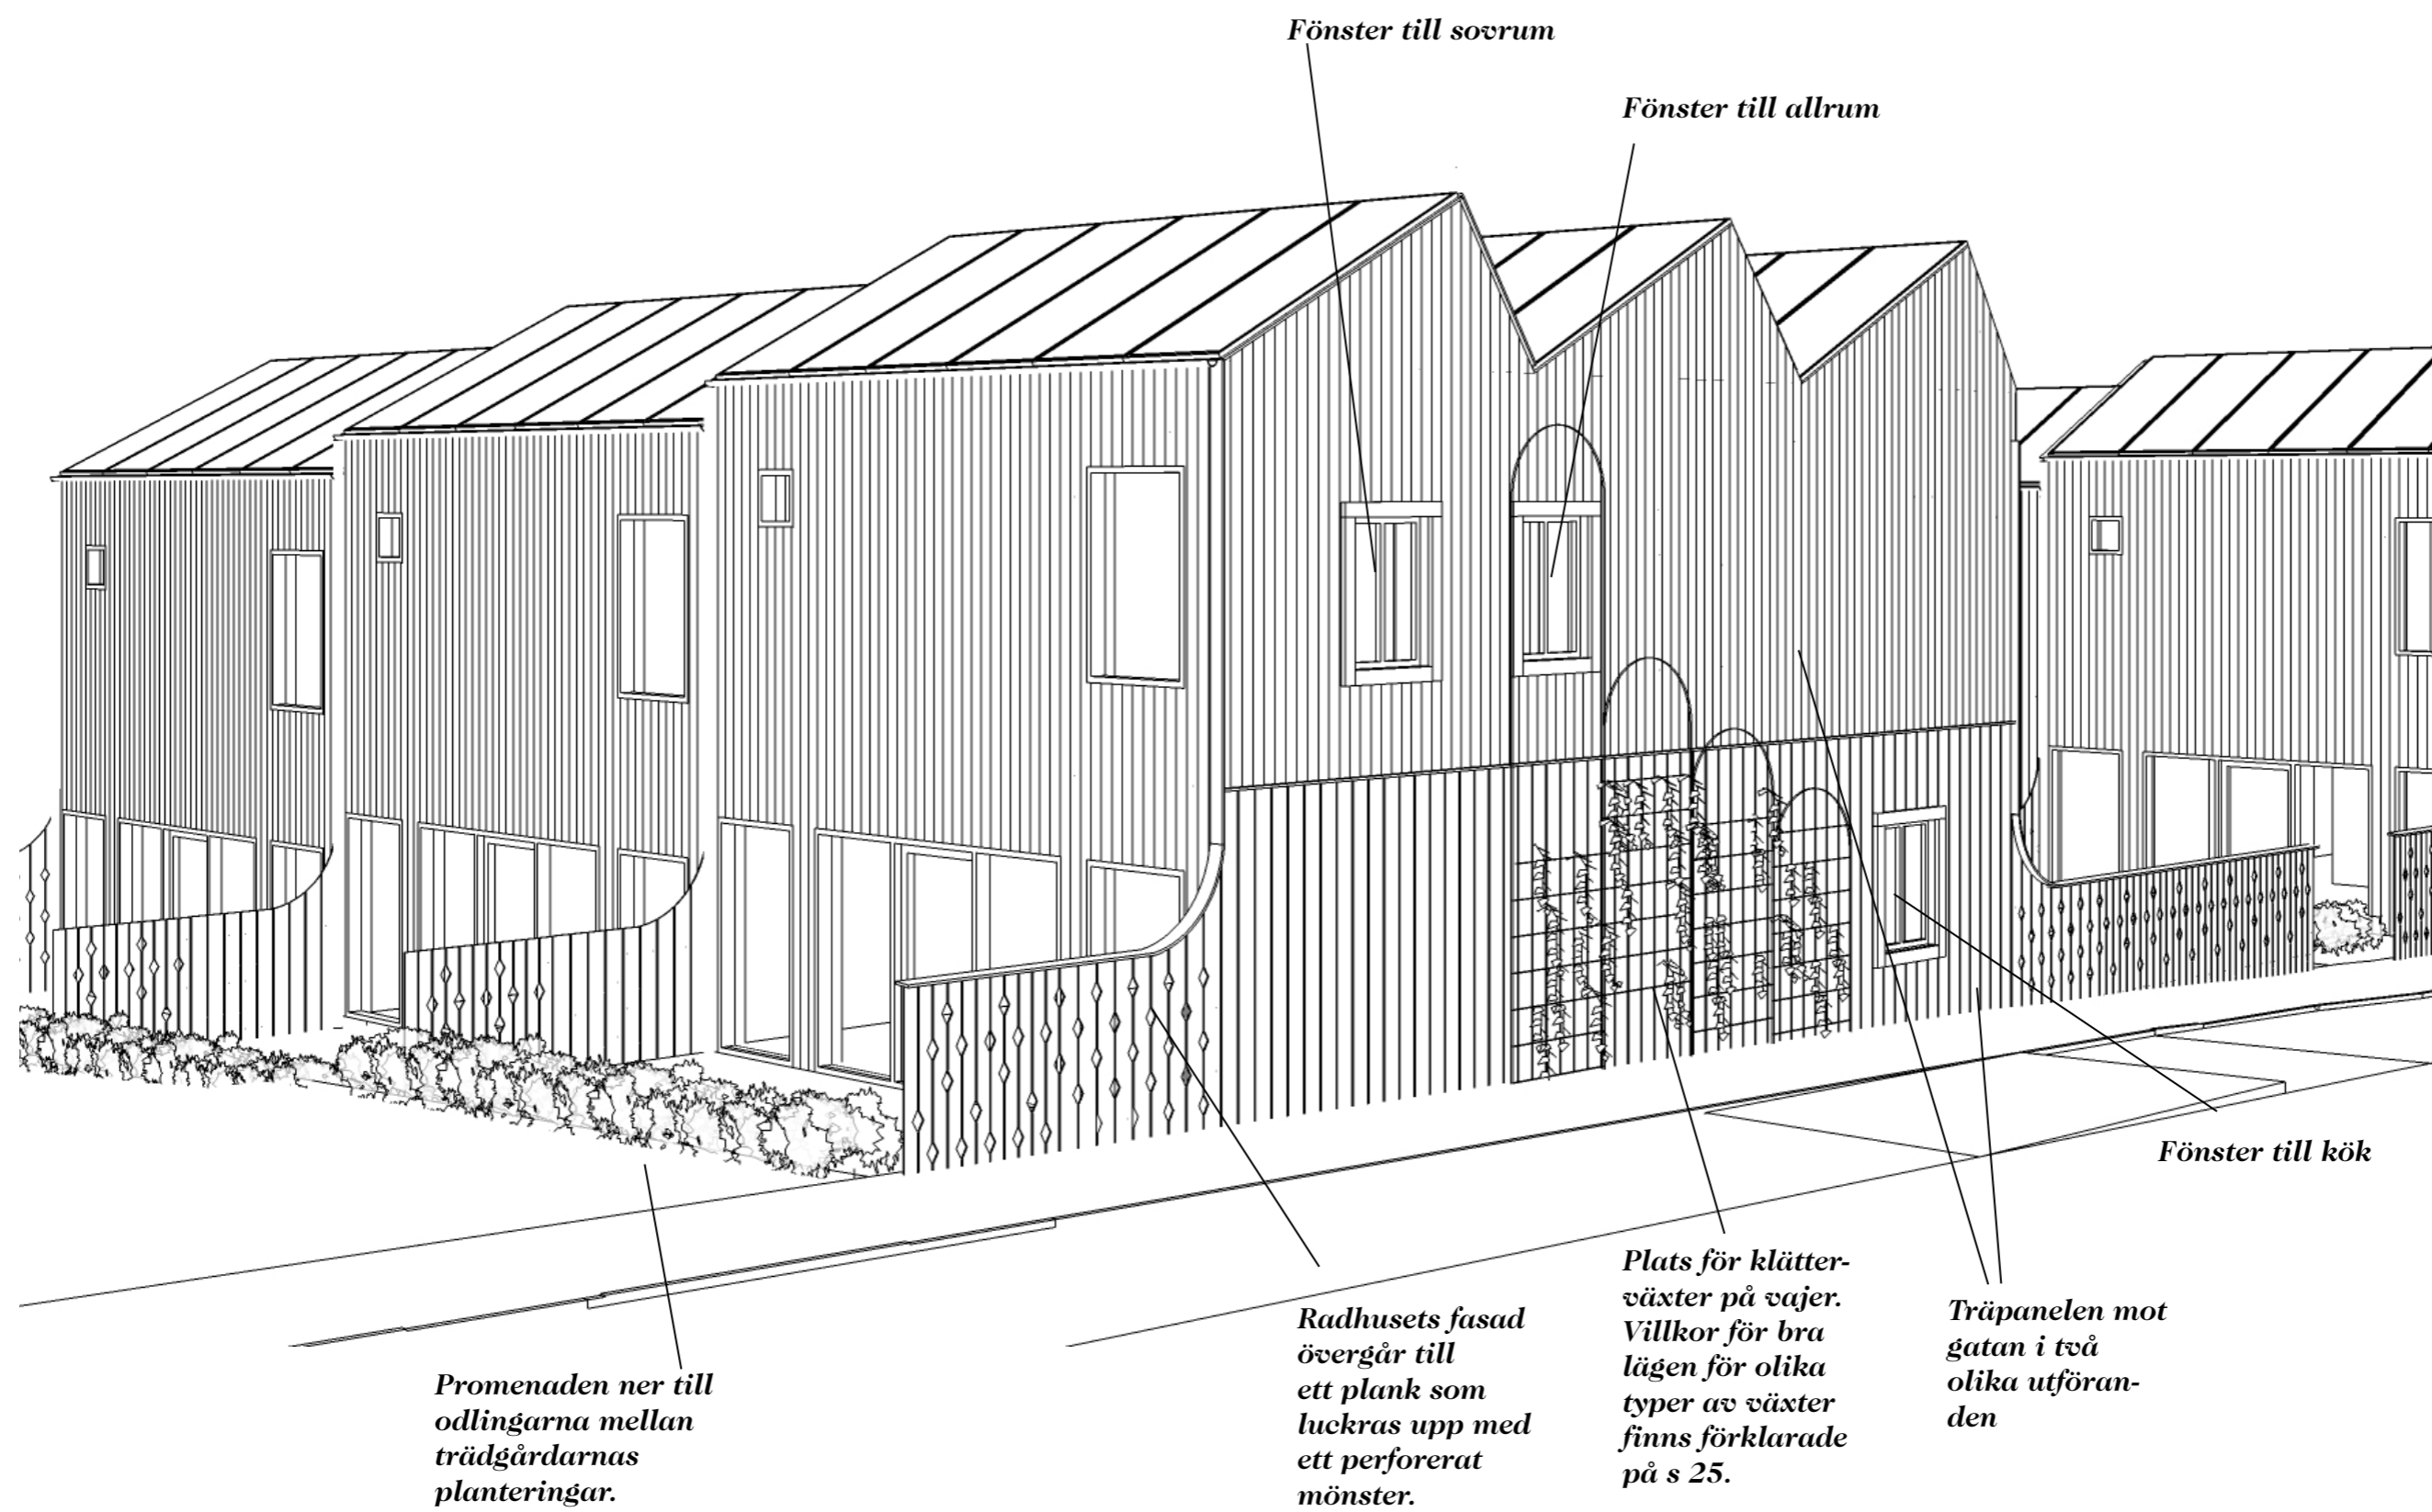 Fönster till sovrum
Fönster till allrum
Fönster till kök
Promenaden ner till
odlingarna mellan
trädgårdarnas
planteringar.
Radhusets fasad
övergår till
ett plank som
luckras upp med
ett perforerat
mönster.
Plats för klätter-
växter på vajer.
Villkor för bra
lägen för olika
typer av växter
finns förklarade
på s 25.
Träpanelen mot
gatan i två
olika utföran-
den